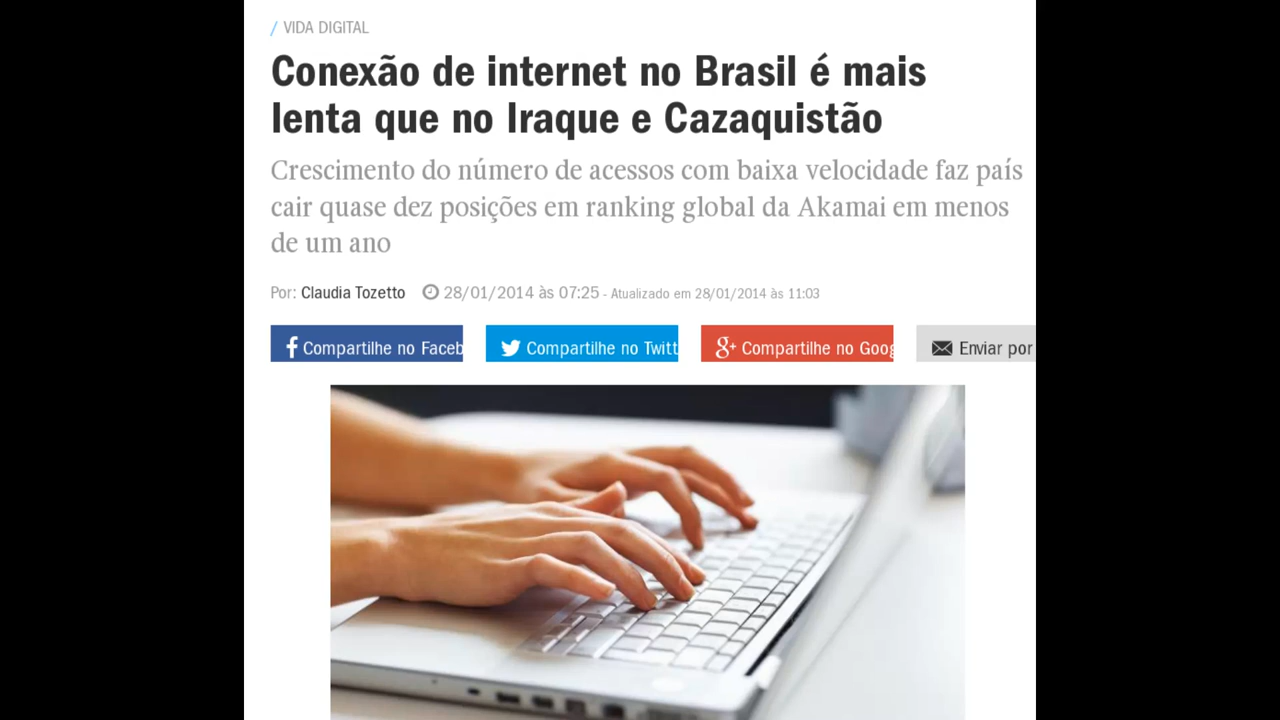 / VIDA DIGITAL
Conexão de internet no Brasil é mais
lenta que no Iraque e Cazaquistão
Crescimento do número de acessos com baixa velocidade faz país
cair quase dez posições em ranking global da Akamai em menos
de um ano
Por: Claudia Tozetto 28/01/2014 às 07:25 - Atualizado em 28/01/2014 às 11:03
Compartilhe no Faceb Compartilhe no Twitt g+ Compartilhe no Goog Enviar por